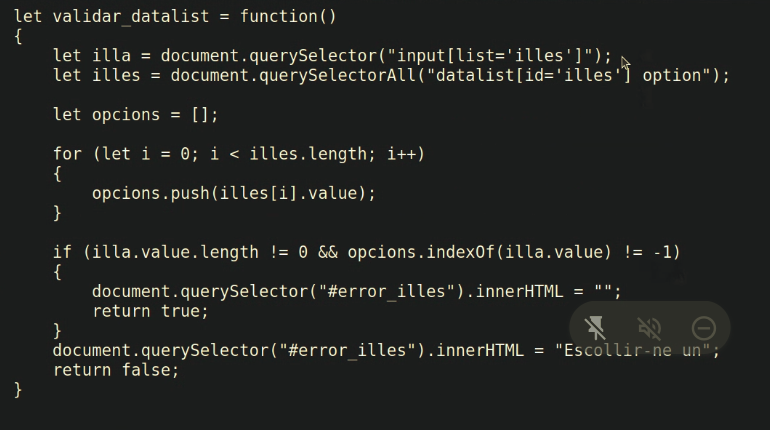 let validar_datalist = function()
{
    let illa = document.querySelector("input[list='illes']");
    let illes = document.querySelectorAll("datalist[id='illes'] option");

    let opcions = [];

    for (let i = 0; i < illes.length; i++)
    {
        opcions.push(illes[i].value);
    }

    if (illa.value.length != 0 && opcions.indexOf(illa.value) != -1)
    {
        document.querySelector("#error_illes").innerHTML = "";
        return true;
    }
    document.querySelector("#error_illes").innerHTML = "Escollir-ne un";
    return false;
}